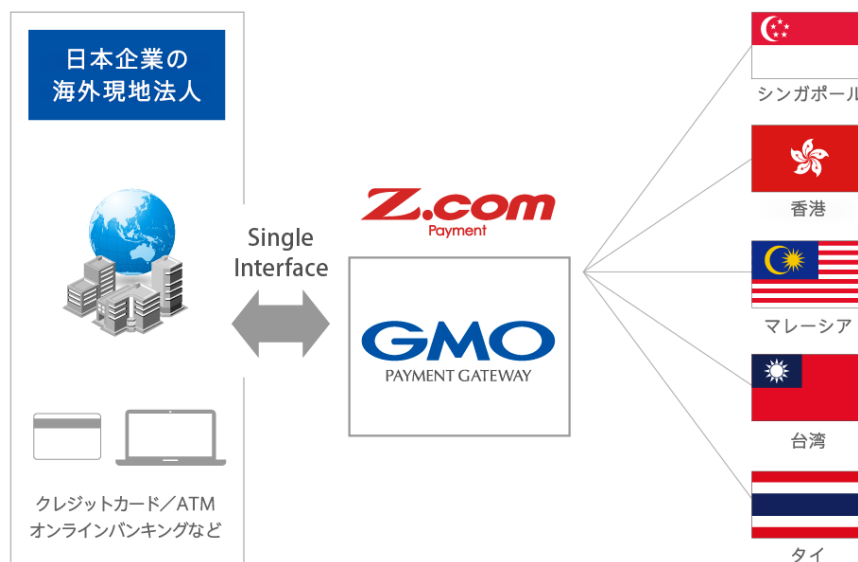 日本企業の
海外現地法人
クレジットカード／ATM
オンラインバンキングなど
Single
Interface
Z.com
Payment
GMO
PAYMENT GATEWAY
シンガポール
香港
マレーシア
台湾
タイ